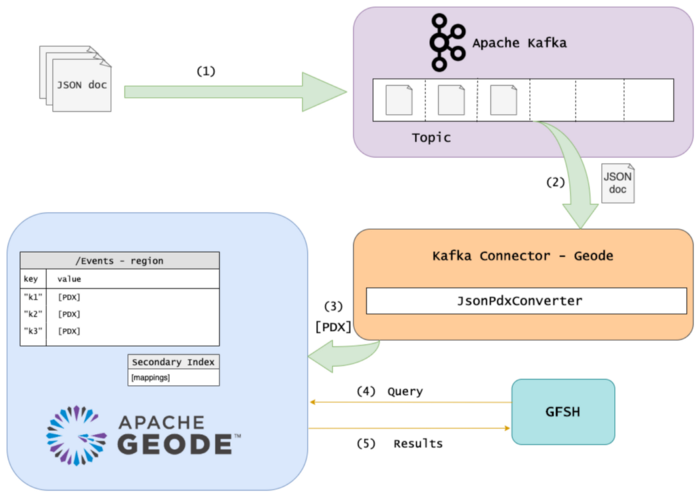 JSON doc
(1)
Apache Kafka
Topic
(2)
JSON
doc
Kafka Connector - Geode
JsonPdxConverter
(3)
[PDX]
/Events - region
key value
"k1" [PDX]
"k2" [PDX]
"k3" [PDX]
Secondary Index
[mappings]
APACHE
GEODE™
(4) Query
(5) Results
GFSH